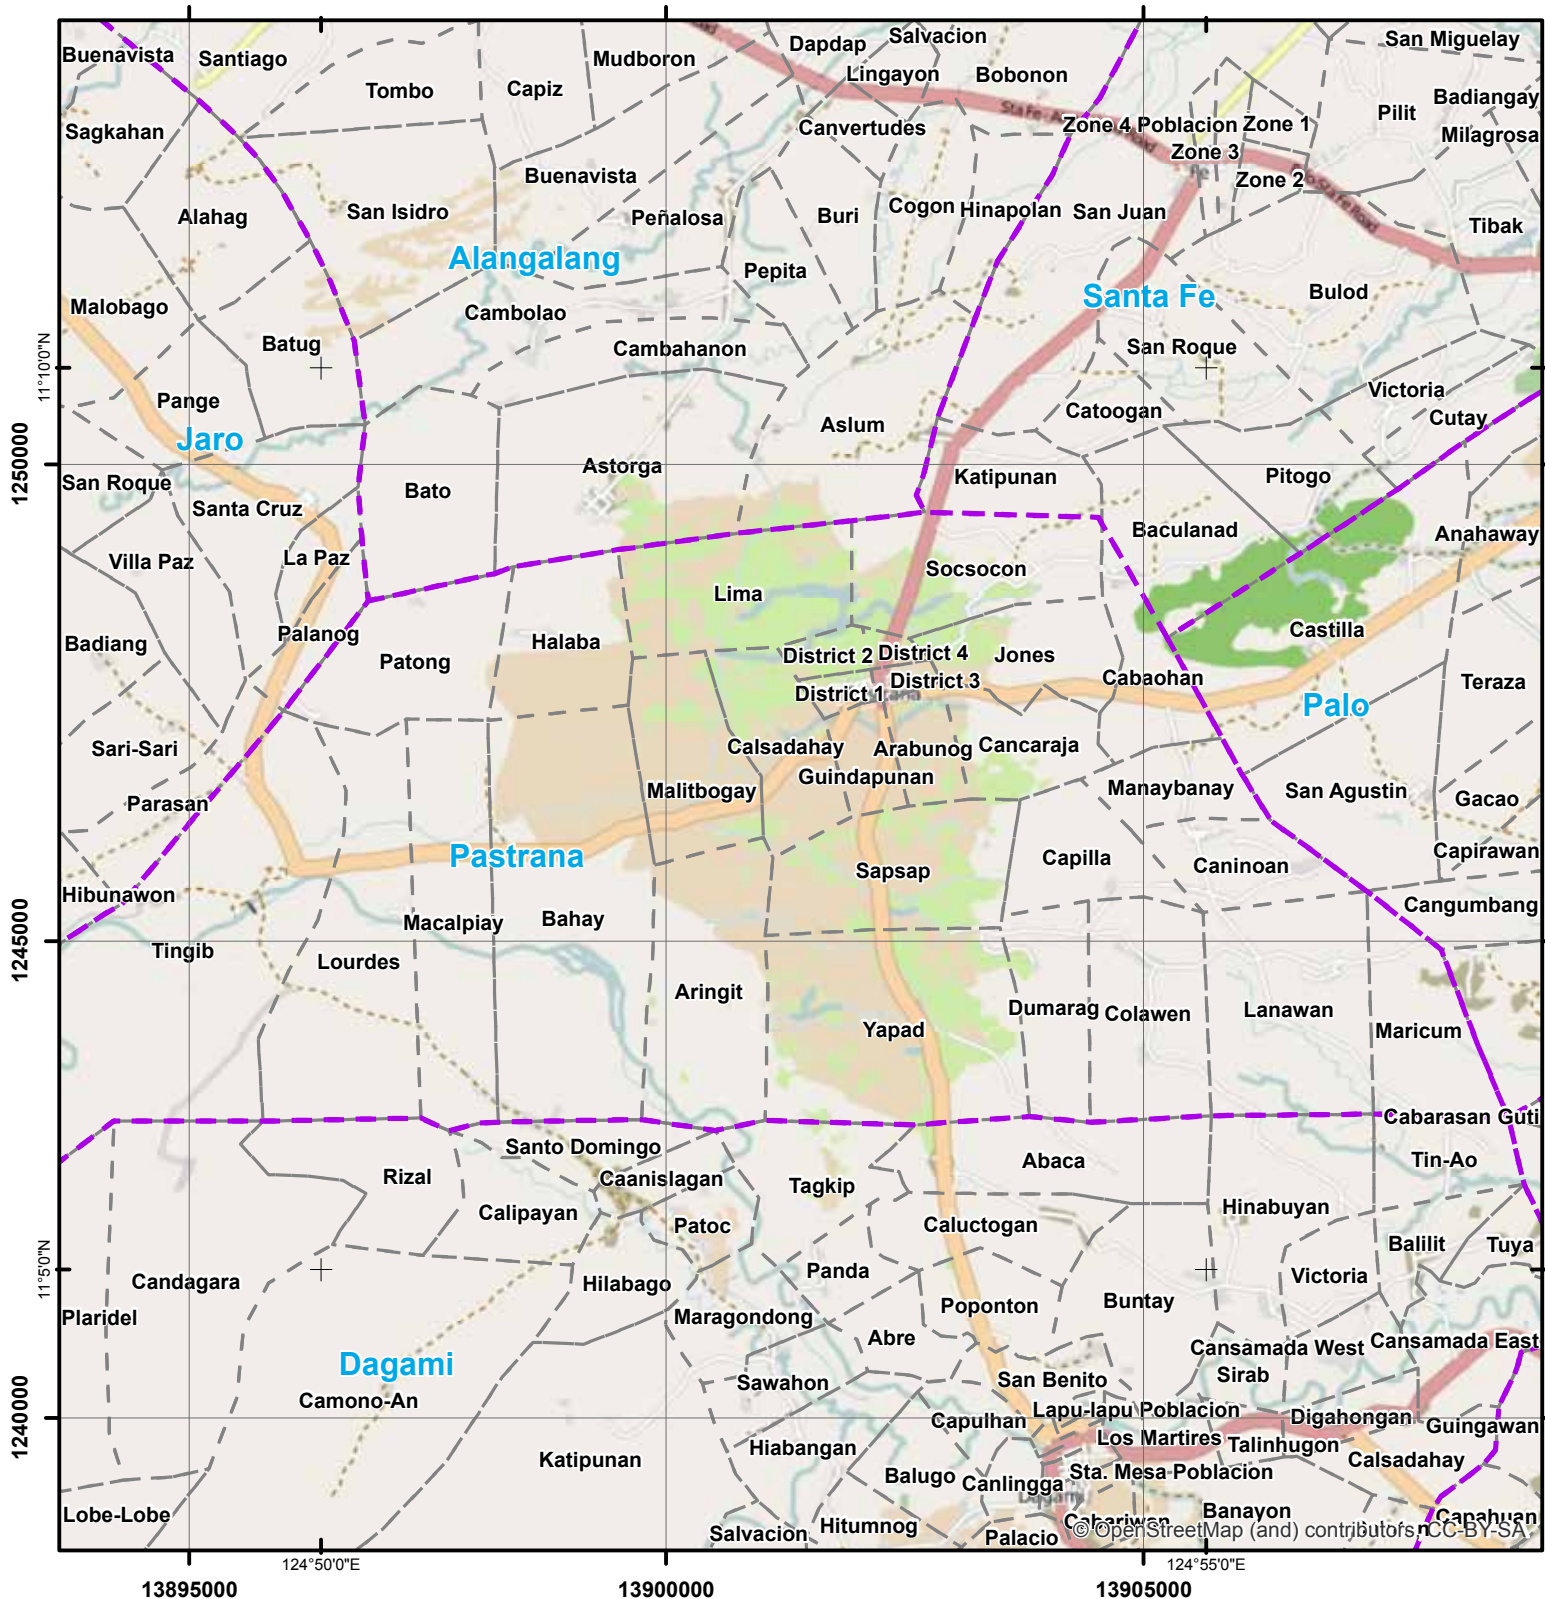 Buenavista
Santiago
Mudboron
Dapdap
Salvacion
San Miguelay
Tombo
Capiz
Lingayon
Bobonon
Badiangay
Pilit
Sagkahan
Canvertudes
Zone 4 Poblacion
Zone 1
Milagrosa
Zone 3
Buenavista
Zone 2
Palo Sta Fe Road
Alahag
San Isidro
Peñalosa
Buri
Cogon
Hinapolan
San Juan
Tibak
Alangalang
Pepita
Santa Fe
Bulod
Malobago
Cambolao
Batug
Cambahanon
San Roque
11°10'0"N
Pange
Victoria
Jaro
Aslum
Catoogan
Cutay
1250000
Astorga
Katipunan
Pitogo
San Roque
Bato
Santa Cruz
Baculanad
Anahaway
Villa Paz
La Paz
Socsocon
Lima
Badiang
Palanog
Halaba
Castilla
Patong
District 2
District 4
Jones
District 3
Cabaohan
District 1
Teraza
Palo
Sari-Sari
Calsadahay
Arabunog
Cancaraja
Guindapunan
Malitbogay
Manaybanay
San Agustin
Parasan
Gacao
Pastrana
Capilla
Caninoan
Capirawan
Sapsap
Hibunawon
Macalpiay
Bahay
Cangumbang
1245000
Tingib
Lourdes
Aringit
Dumarag
Colawen
Lanawan
Yapad
Maricum
Cabarasan Guti
Santo Domingo
Abaca
Tin-Ao
Rizal
Caanislagan
Tagkip
Calipayan
Patoc
Caluctogan
Hinabuyan
Balilit
Tuya
11°5'0"N
Candagara
Hilabago
Panda
Victoria
Plaridel
Maragondong
Poponton
Buntay
Abre
Cansamada West
Cansamada East
Dagami
Sirab
Sawahon
San Benito
Camono-An
Capulhan
Lapu-lapu Poblacion
Digahongan
Guingawan
1240000
Hiabangan
Los Martires
Talinhugon
Katipunan
Calsadahay
Balugo
Canlingga
Sta. Mesa Poblacion
Dagami
Lobe-Lobe
Banayon
Capahuan
Salvacion
Hitumnog
Cabariwan
Palacio
© OpenStreetMap (and) contributors, CC-BY-SA
124°50'0"E
124°55'0"E
13895000
13900000
13905000